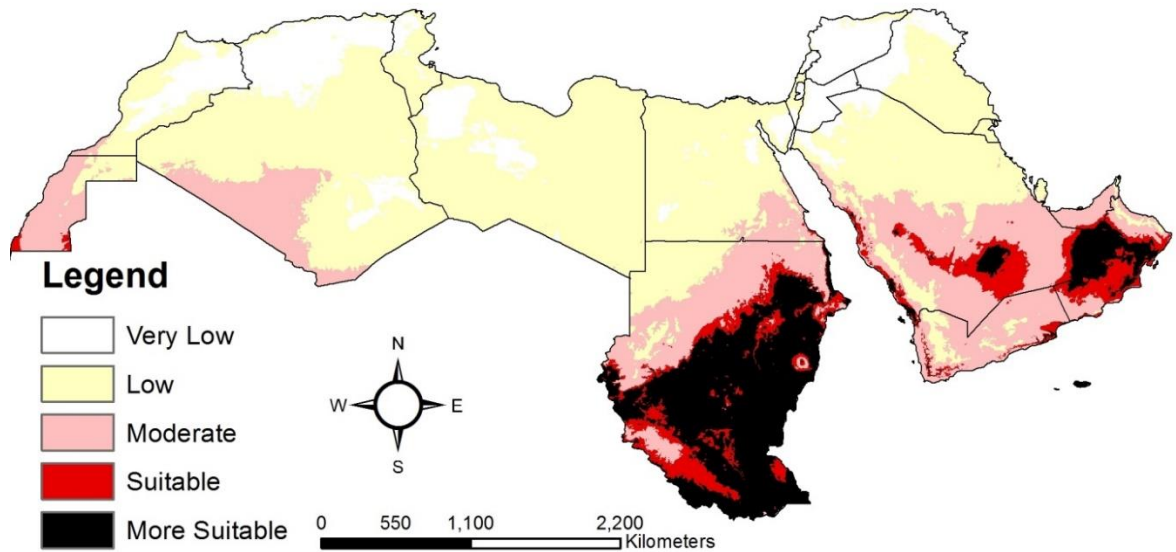 Legend
Very Low
Low
Moderate
Suitable
More Suitable
N
W E
S
0 550 1,100 2,200
Kilometers